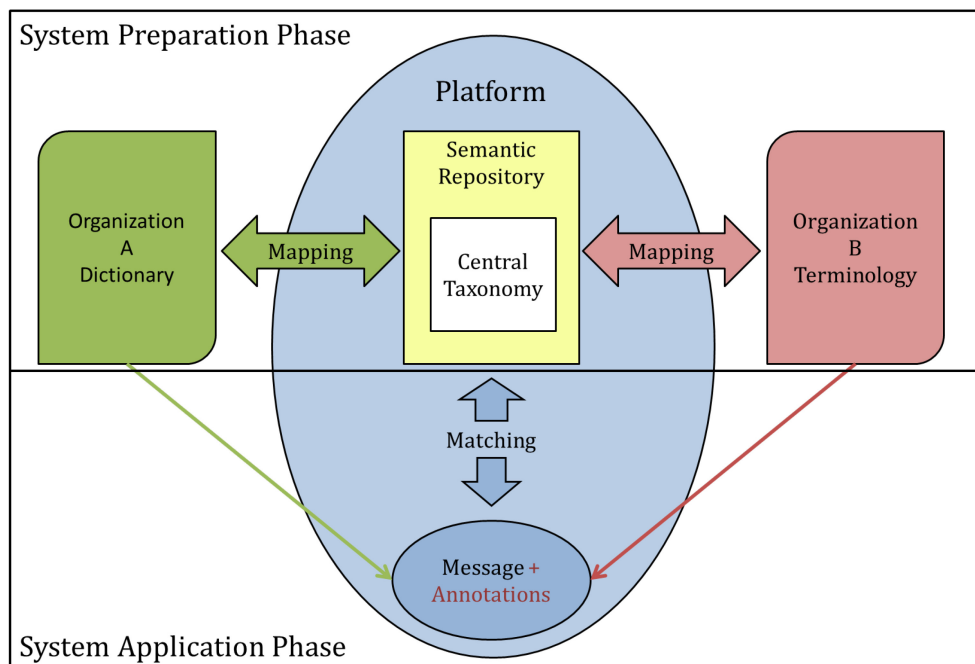 System Preparation Phase
Platform
Organization
A
Dictionary
Mapping
Semantic
Repository
Central
Taxonomy
Mapping
Organization
B
Terminology
Matching
Message +
Annotations
System Application Phase